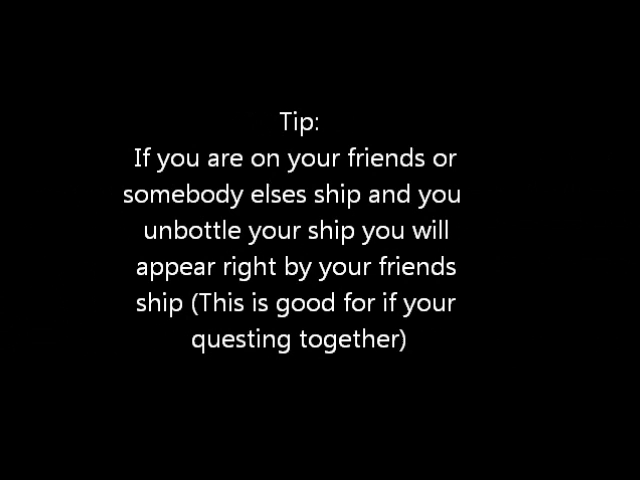 Tip:
If you are on your friends or
somebody elses ship and you
unbottle your ship you will
appear right by your friends
ship (This is good for if your
questing together)